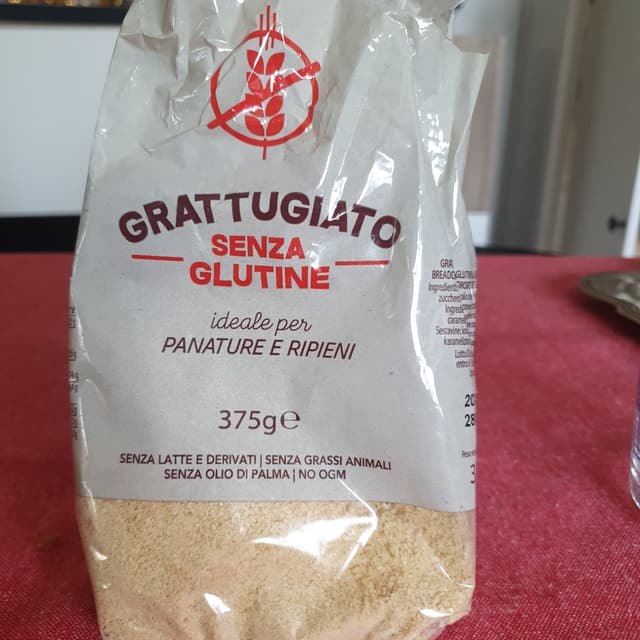 GRATTUGIATO
SENZA
GLUTINE
ideale per
PANATURE E RIPIENI
375g℮
SENZA LATTE E DERIVATI | SENZA GRASSI ANIMALI
SENZA OLIO DI PALMA | NO OGM